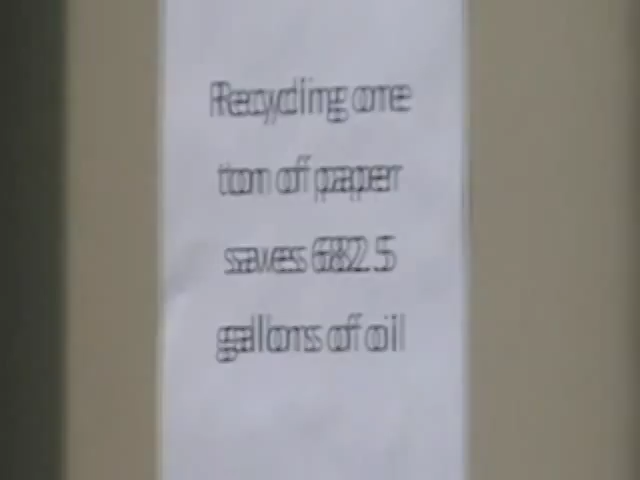 Recycling one
ton of paper
saves 682.5
gallons of oil